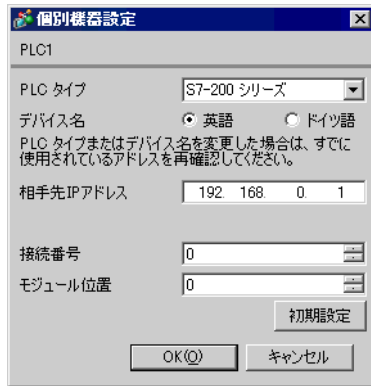 個別機器設定
PLC1
PLC タイプ S7-200 シリーズ
デバイス名 英語 ドイツ語
PLC タイプまたはデバイス名を変更した場合は、すでに
使用されているアドレスを再確認してください。
相手先IPアドレス 192. 168. 0. 1
接続番号 0
モジュール位置 0
初期設定
OK(O) キャンセル